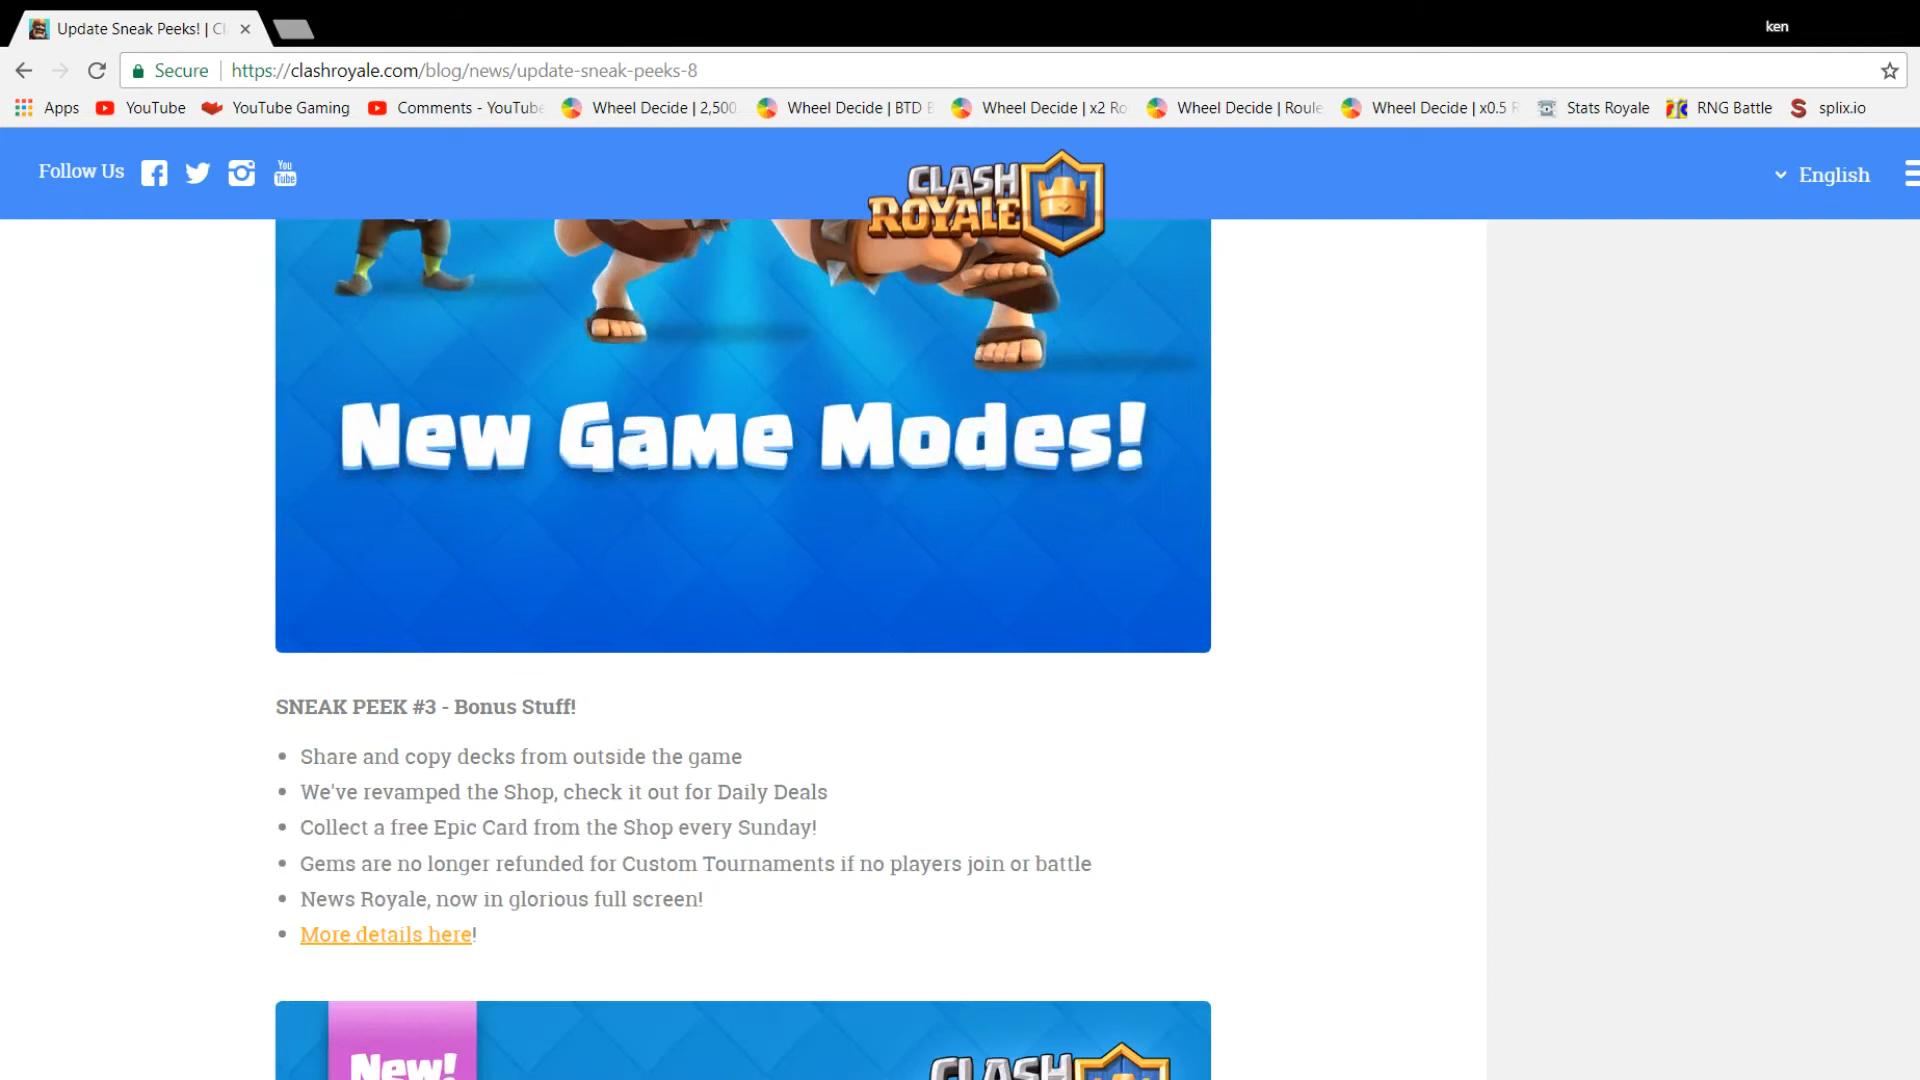 Update Sneak Peeks! | Cl
ken
Secure
https://clashroyale.com/blog/news/update-sneak-peeks-8
Apps
YouTube
YouTube Gaming
Comments - YouTube
Wheel Decide | 2,500
Wheel Decide | BTD
Wheel Decide | x2 Ro
Wheel Decide | Roule
Wheel Decide | x0.5
Stats Royale
RNG Battle
splix.io
Follow Us
You
Tube
CLASH
ROYALE
English
New Game Modes!
SNEAK PEEK #3 - Bonus Stuff!
• Share and copy decks from outside the game
• We've revamped the Shop, check it out for Daily Deals
• Collect a free Epic Card from the Shop every Sunday!
• Gems are no longer refunded for Custom Tournaments if no players join or battle
• News Royale, now in glorious full screen!
• More details here!
New!
CLASH